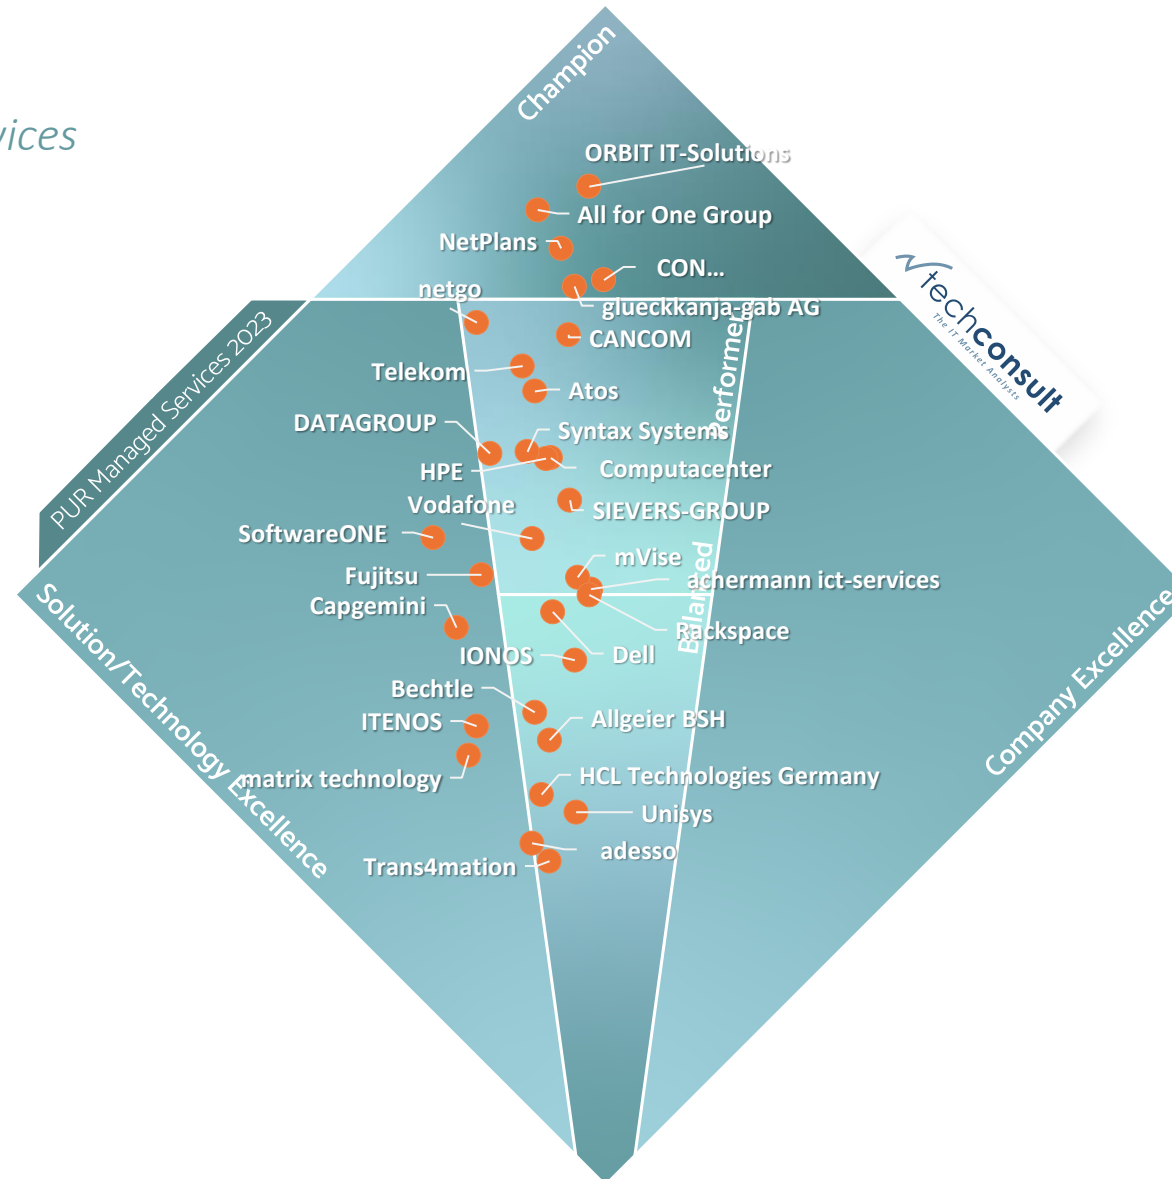 vices
Champion
ORBIT IT-Solutions
All for One Group
NetPlans
CON...
netgo
glueckkanja-gab AG
CANCOM
Performer
Telekom
Atos
DATAGROUP
Syntax Systems
HPE
Computacenter
Vodafone
SIEVERS-GROUP
SoftwareONE
mVise
Balanced
Fujitsu
achermann ict-services
Capgemini
Rackspace
IONOS
Dell
Bechtle
ITENOS
Allgeier BSH
matrix technology
HCL Technologies Germany
Unisys
adesso
Trans4mation
PUR Managed Services 2023
techconsult
The IT Market Analysts
Solution/Technology Excellence
Company Excellence